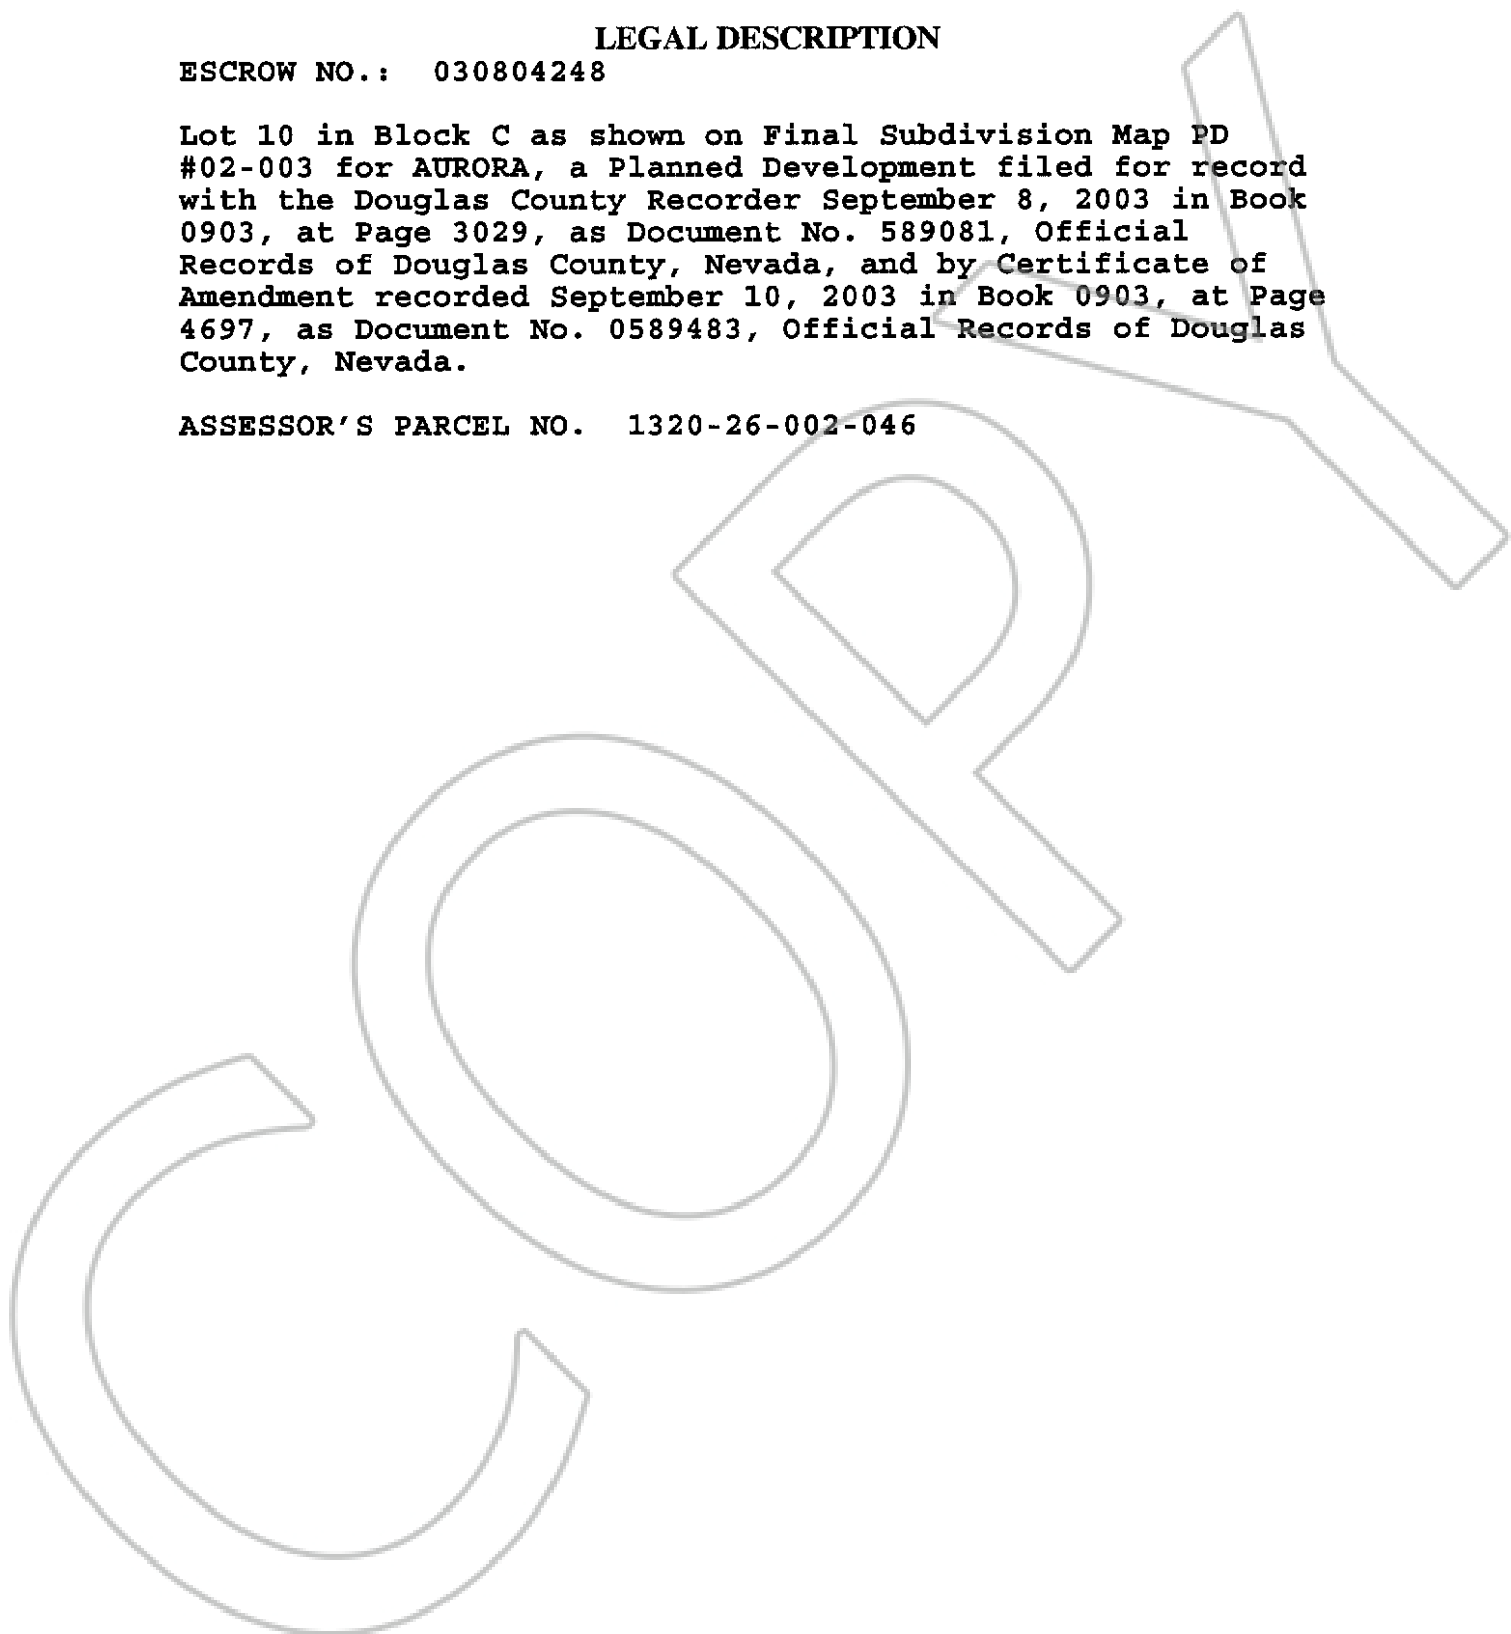 LEGAL DESCRIPTION
ESCROW NO.: 030804248
Lot 10 in Block C as shown on Final Subdivision Map PD
#02-003 for AURORA, a Planned Development filed for record
with the Douglas County Recorder September 8, 2003 in Book
0903, at Page 3029, as Document No. 589081, Official
Records of Douglas County, Nevada, and by Certificate of
Amendment recorded September 10, 2003 in Book 0903, at Page
4697, as Document No. 0589483, Official Records of Douglas
County, Nevada.
ASSESSOR'S PARCEL NO. 1320-26-002-046
COPY